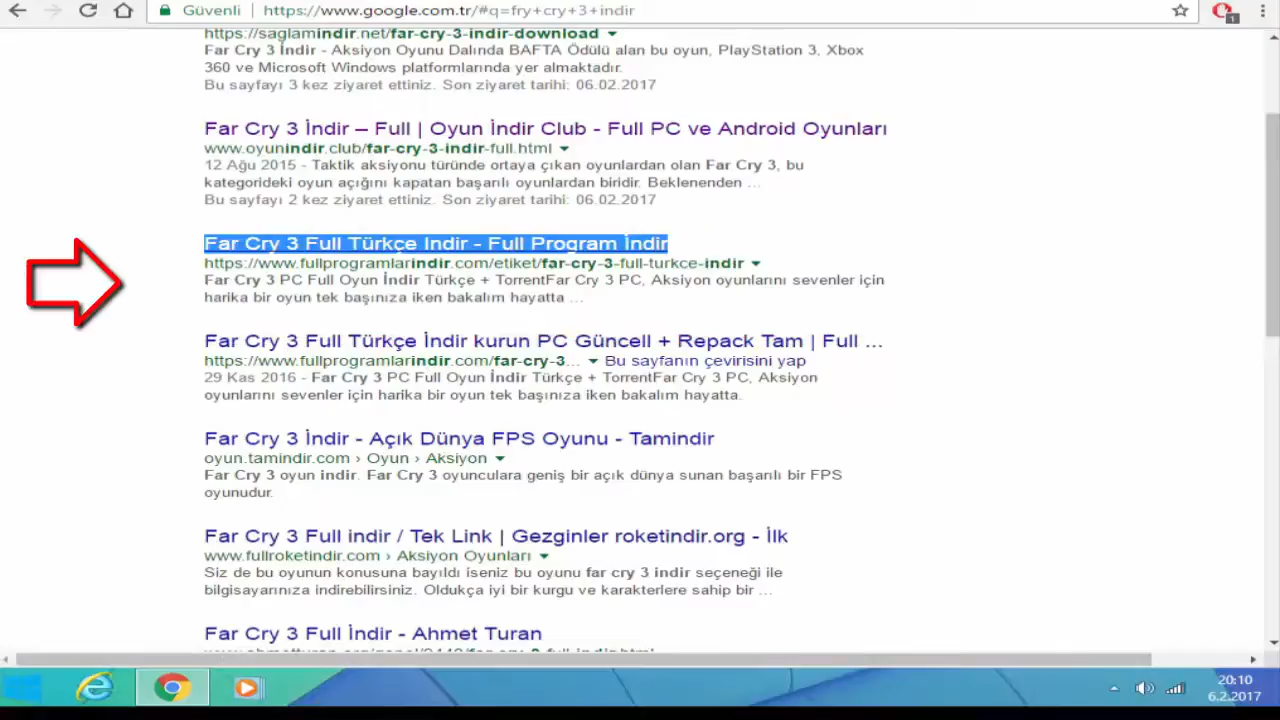 Güvenli
https://www.google.com.tr/#q=fry+cry+3+indir
1
https://saglamindir.net/far-cry-3-indir-download
Far Cry 3 İndir - Aksiyon Oyunu Dalında BAFTA Ödülü alan bu oyun, PlayStation 3, Xbox
360 ve Microsoft Windows platformlarında yer almaktadır.
Bu sayfayı 3 kez ziyaret ettiniz. Son ziyaret tarihi: 06.02.2017
Far Cry 3 İndir – Full | Oyun İndir Club - Full PC ve Android Oyunları
www.oyunindir.club/far-cry-3-indir-full.html
12 Ağu 2015 - Taktik aksiyonu türünde ortaya çıkan oyunlardan olan Far Cry 3, bu
kategorideki oyun açığını kapatan başarılı oyunlardan biridir. Beklenenden ...
Bu sayfayı 2 kez ziyaret ettiniz. Son ziyaret tarihi: 06.02.2017
Far Cry 3 Full Türkçe Indir - Full Program İndir
https://www.fullprogramlarindir.com/etiket/far-cry-3-full-turkce-indir
Far Cry 3 PC Full Oyun İndir Türkçe + TorrentFar Cry 3 PC, Aksiyon oyunlarını sevenler için
harika bir oyun tek başınıza iken bakalım hayatta ...
Far Cry 3 Full Türkçe İndir kurun PC Güncell + Repack Tam | Full ...
https://www.fullprogramlarindir.com/far-cry-3... Bu sayfanın çevirisini yap
29 Kas 2016 - Far Cry 3 PC Full Oyun İndir Türkçe + TorrentFar Cry 3 PC, Aksiyon
oyunlarını sevenler için harika bir oyun tek başınıza iken bakalım hayatta.
Far Cry 3 İndir - Açık Dünya FPS Oyunu - Tamindir
oyun.tamindir.com › Oyun › Aksiyon
Far Cry 3 oyun indir. Far Cry 3 oyunculara geniş bir açık dünya sunan başarılı bir FPS
oyunudur.
Far Cry 3 Full indir / Tek Link | Gezginler roketindir.org - İlk
www.fullroketindir.com › Aksiyon Oyunları
Siz de bu oyunun konusuna bayıldı iseniz bu oyunu far cry 3 indir seçeneği ile
bilgisayarınıza indirebilirsiniz. Oldukça iyi bir kurgu ve karakterlere sahip bir ...
Far Cry 3 Full İndir - Ahmet Turan
20:10
6.2.2017